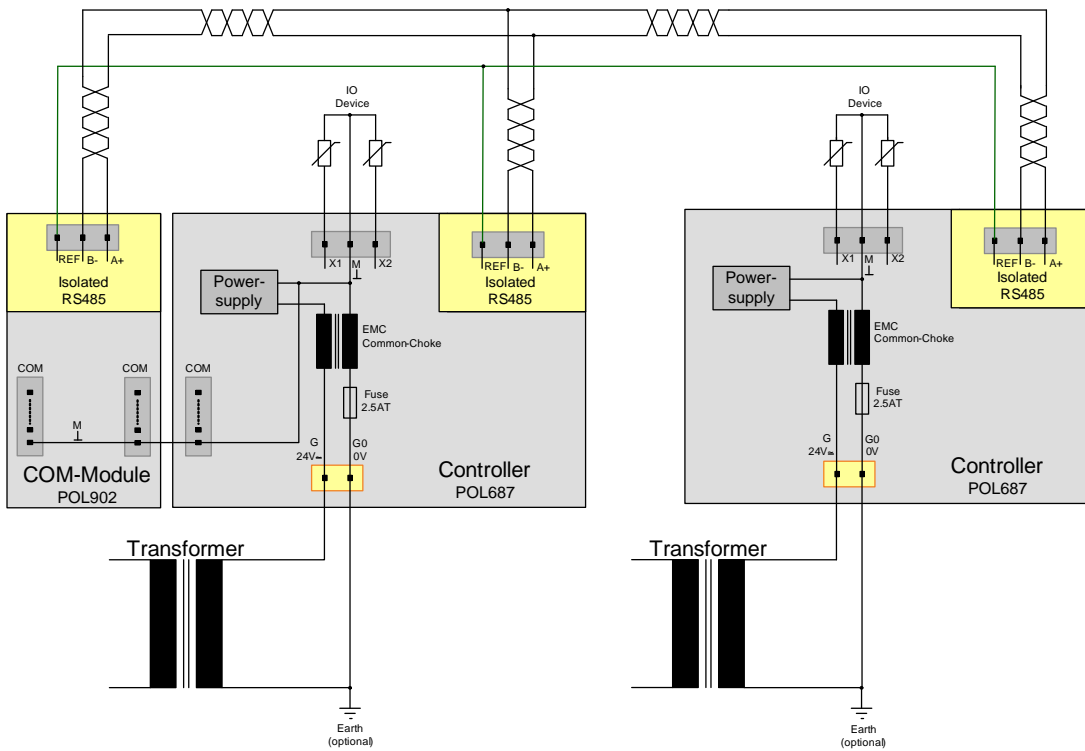 IO
Device
IO
Device
REF B- A+
Isolated
RS485
X1 M X2
REF B- A+
Isolated
RS485
X1 M X2
REF B- A+
Isolated
RS485
Power-
supply
Power-
supply
EMC
Common-Choke
EMC
Common-Choke
COM
COM
COM
Fuse
2.5AT
Fuse
2.5AT
M
G
24V
G0
0V
G
24V
G0
0V
COM-Module
POL902
Controller
POL687
Controller
POL687
Transformer
Transformer
Earth
(optional)
Earth
(optional)